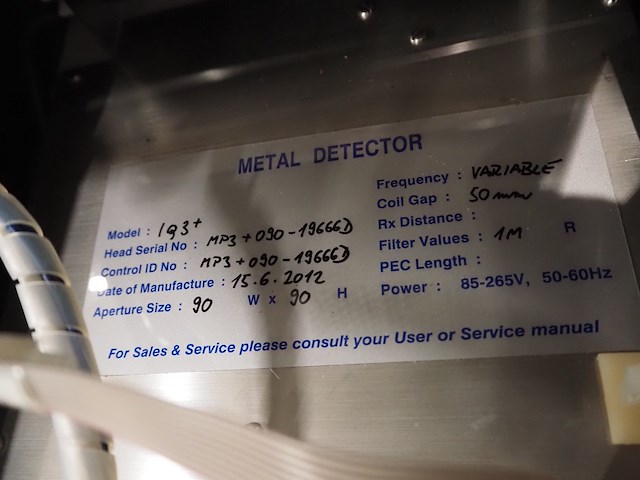 METAL DETECTOR
Model : IQ3+
Head Serial No : MP3+090-19666D
Control ID No : MP3+090-19666D
Date of Manufacture : 15.6.2012
Aperture Size : 90 W x 90 H
Frequency : VARIABLE
Coil Gap : 50mm
Rx Distance :
Filter Values : 1M R
PEC Length :
Power : 85-265V, 50-60Hz
For Sales & Service please consult your User or Service manual